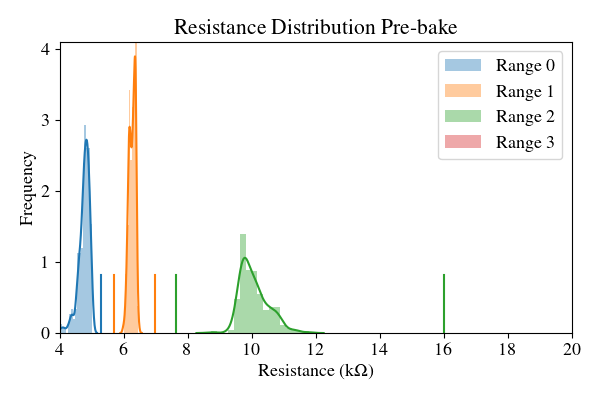 Resistance Distribution Pre-bake
Frequency
4
3
2
1
0
Range 0
Range 1
Range 2
Range 3
4 6 8 10 12 14 16 18 20
Resistance (kΩ)